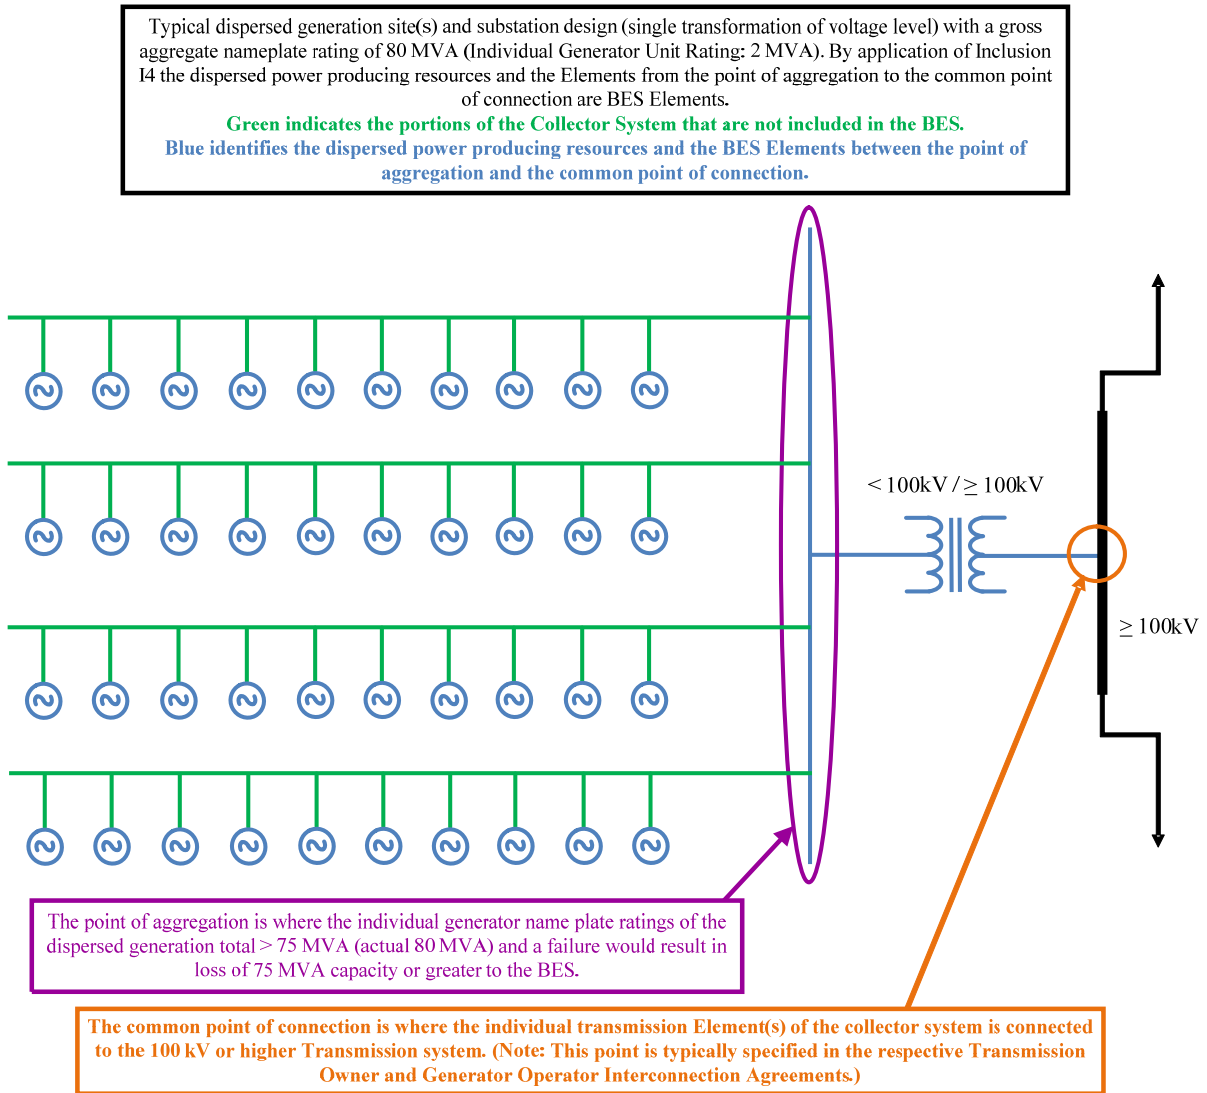 Typical dispersed generation site(s) and substation design (single transformation of voltage level) with a gross
aggregate nameplate rating of 80 MVA (Individual Generator Unit Rating: 2 MVA). By application of Inclusion
I4 the dispersed power producing resources and the Elements from the point of aggregation to the common point
of connection are BES Elements.
Green indicates the portions of the Collector System that are not included in the BES.
Blue identifies the dispersed power producing resources and the BES Elements between the point of
aggregation and the common point of connection.
< 100kV / ≥ 100kV
≥ 100kV
The point of aggregation is where the individual generator name plate ratings of the
dispersed generation total > 75 MVA (actual 80 MVA) and a failure would result in
loss of 75 MVA capacity or greater to the BES.
The common point of connection is where the individual transmission Element(s) of the collector system is connected
to the 100 kV or higher Transmission system. (Note: This point is typically specified in the respective Transmission
Owner and Generator Operator Interconnection Agreements.)